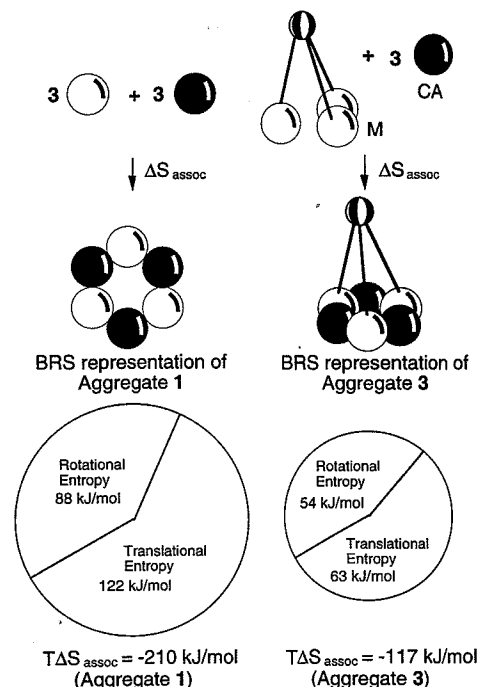 3 + 3
+ 3
CA
M
ΔS assoc
ΔS assoc
BRS representation of
Aggregate 1
BRS representation of
Aggregate 3
Rotational
Entropy
88 kJ/mol
Translational
Entropy
122 kJ/mol
Rotational
Entropy
54 kJ/mol
Translational
Entropy
63 kJ/mol
TΔS assoc = -210 kJ/mol
(Aggregate 1)
TΔS assoc = -117 kJ/mol
(Aggregate 3)